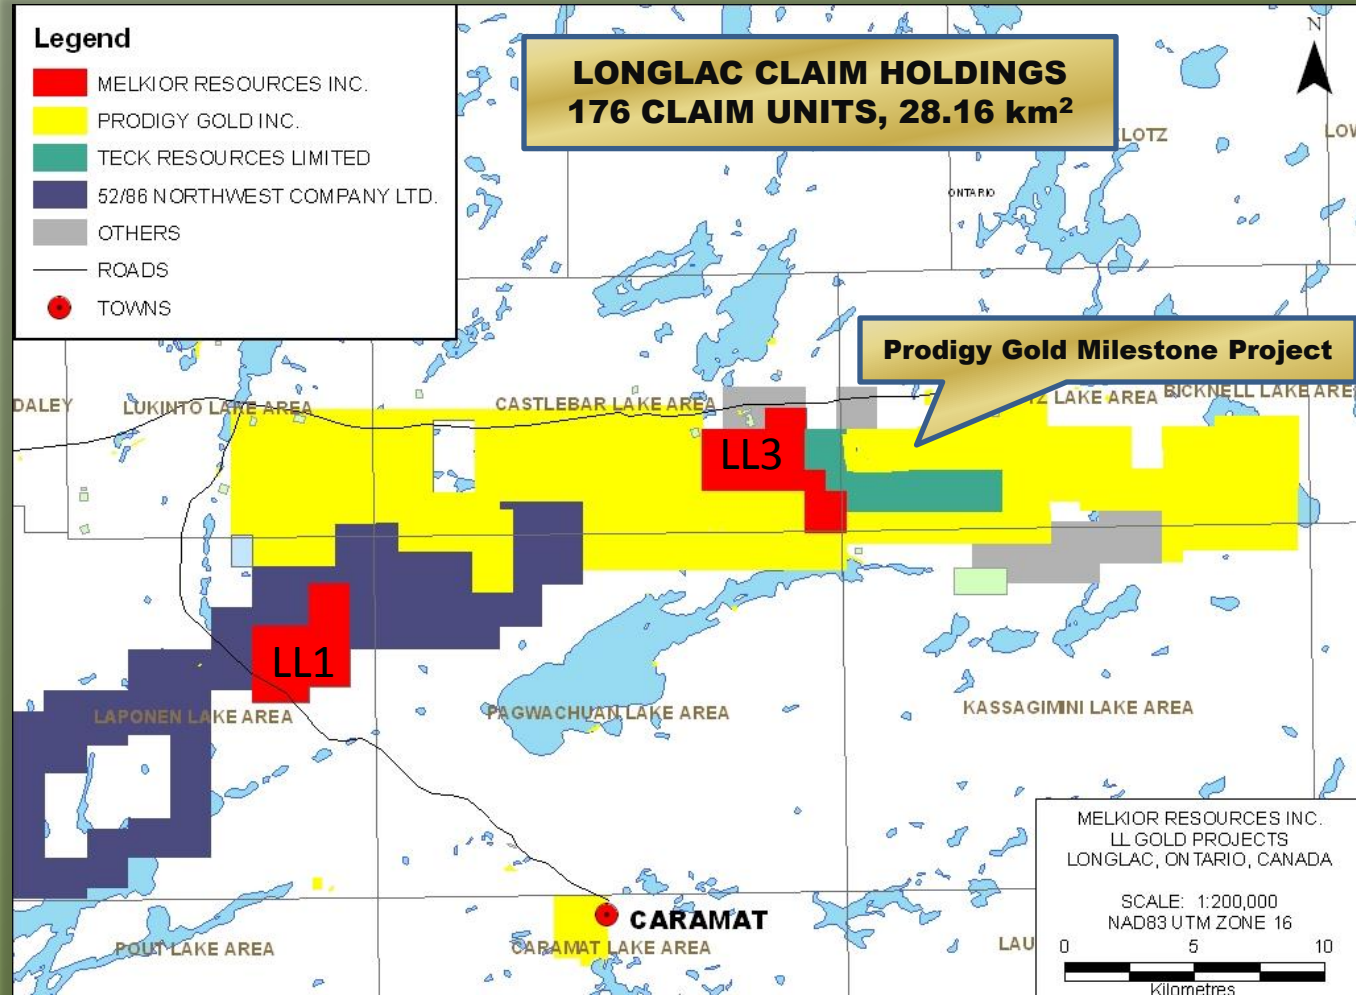 Legend
MELKIOR RESOURCES INC.
PRODIGY GOLD INC.
TECK RESOURCES LIMITED
52/86 NORTHWEST COMPANY LTD.
OTHERS
ROADS
TOWNS
LONGLAC CLAIM HOLDINGS
176 CLAIM UNITS, 28.16 km²
N
KLOTZ
LOW
ONTARIO
Prodigy Gold Milestone Project
DALEY
LUKINTO LAKE AREA
CASTLEBAR LAKE AREA
TZ LAKE AREA
BICKNELL LAKE ARE
LL3
LL1
LAPONEN LAKE AREA
PAGWACHUAN LAKE AREA
KASSAGIMINI LAKE AREA
CARAMAT
POUT LAKE AREA
CARAMAT LAKE AREA
LAU
MELKIOR RESOURCES INC.
LL GOLD PROJECTS
LONGLAC, ONTARIO, CANADA
SCALE: 1:200,000
NAD83 UTM ZONE 16
0 5 10
Kilometres